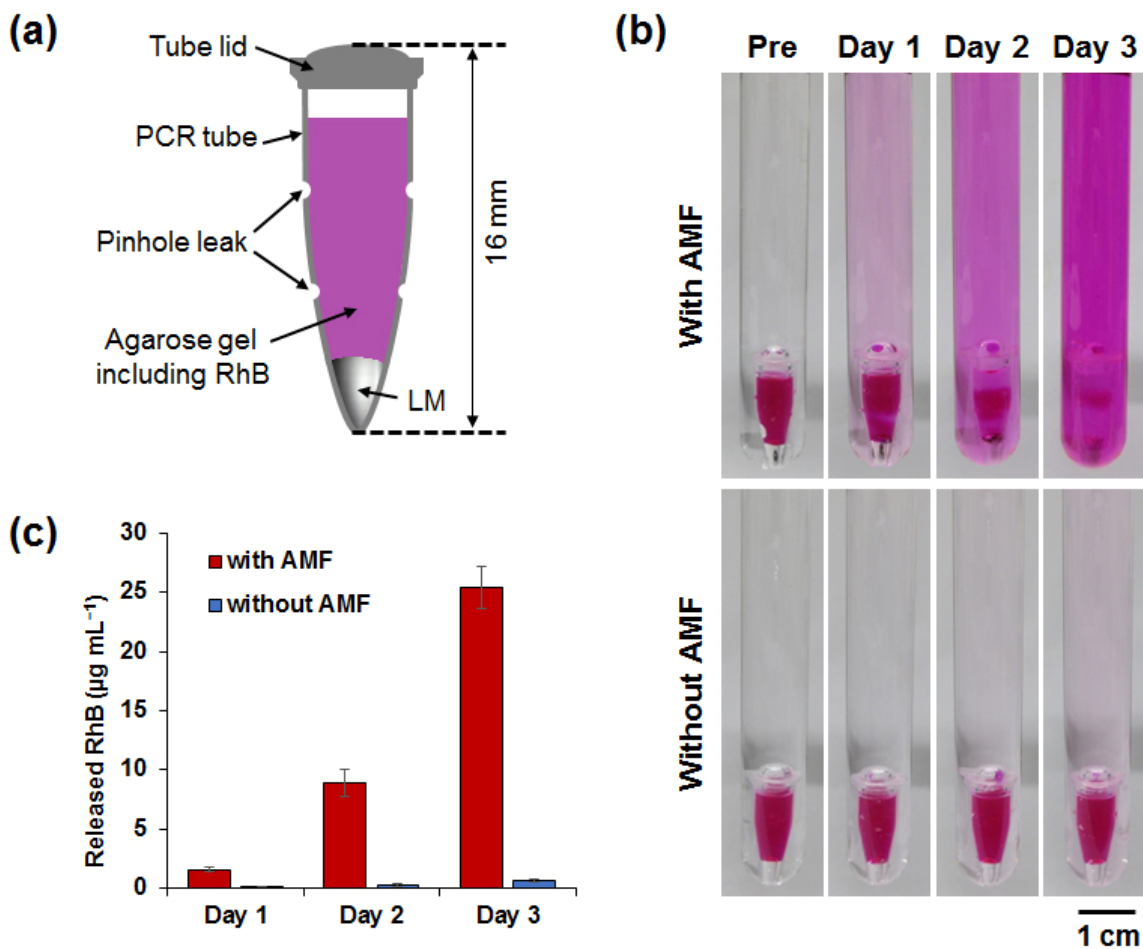 (a)
Tube lid
PCR tube
Pinhole leak
Agarose gel
including RhB
LM
16 mm
(b)
Pre Day 1 Day 2 Day 3
With AMF
Without AMF
1 cm
(c)
Released RhB (µg mL⁻¹)
30
25
20
15
10
5
0
with AMF
without AMF
Day 1 Day 2 Day 3